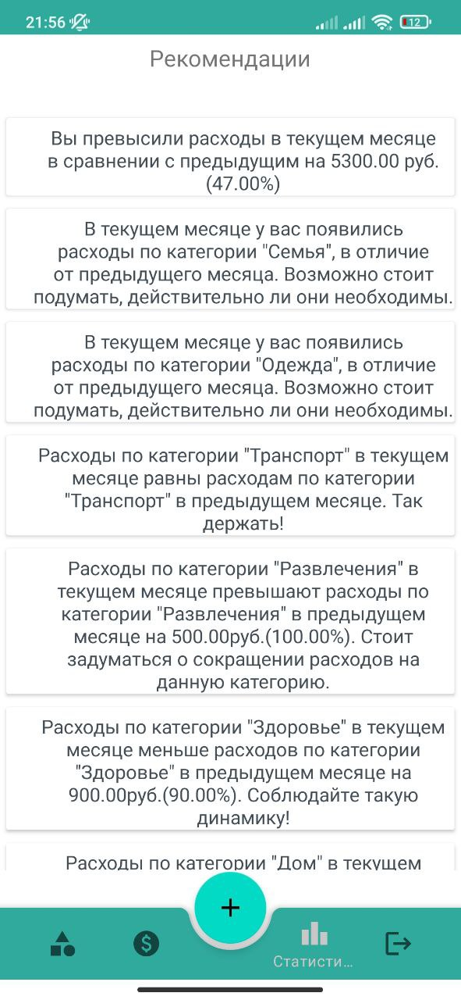 21:56
12
Рекомендации
Вы превысили расходы в текущем месяце
в сравнении с предыдущим на 5300.00 руб.
(47.00%)
В текущем месяце у вас появились
расходы по категории "Семья", в отличие
от предыдущего месяца. Возможно стоит
подумать, действительно ли они необходимы.
В текущем месяце у вас появились
расходы по категории "Одежда", в отличие
от предыдущего месяца. Возможно стоит
подумать, действительно ли они необходимы.
Расходы по категории "Транспорт" в текущем
месяце равны расходам по категории
"Транспорт" в предыдущем месяце. Так
держать!
Расходы по категории "Развлечения" в
текущем месяце превышают расходы по
категории "Развлечения" в предыдущем
месяце на 500.00руб.(100.00%). Стоит
задуматься о сокращении расходов на
данную категорию.
Расходы по категории "Здоровье" в текущем
месяце меньше расходов по категории
"Здоровье" в предыдущем месяце на
900.00руб.(90.00%). Соблюдайте такую
динамику!
Расходы по категории "Дом" в текущем
+
$
Статисти...